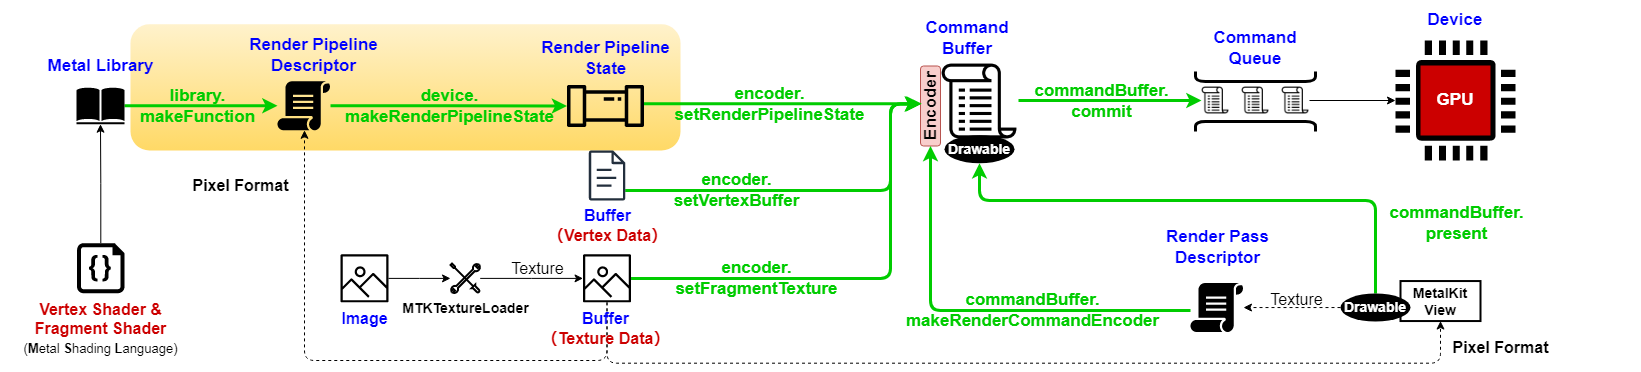 Metal Library
library.
makeFunction
Render Pipeline
Descriptor
device.
makeRenderPipelineState
Render Pipeline
State
encoder.
setRenderPipelineState
Command
Buffer
Encoder
Drawable
commandBuffer.
commit
Command
Queue
Device
GPU
Pixel Format
Buffer
(Vertex Data)
encoder.
setVertexBuffer
Vertex Shader &
Fragment Shader
(Metal Shading Language)
Image
MTKTextureLoader
Texture
Buffer
(Texture Data)
encoder.
setFragmentTexture
commandBuffer.
makeRenderCommandEncoder
Render Pass
Descriptor
Texture
Drawable
MetalKit
View
commandBuffer.
present
Pixel Format